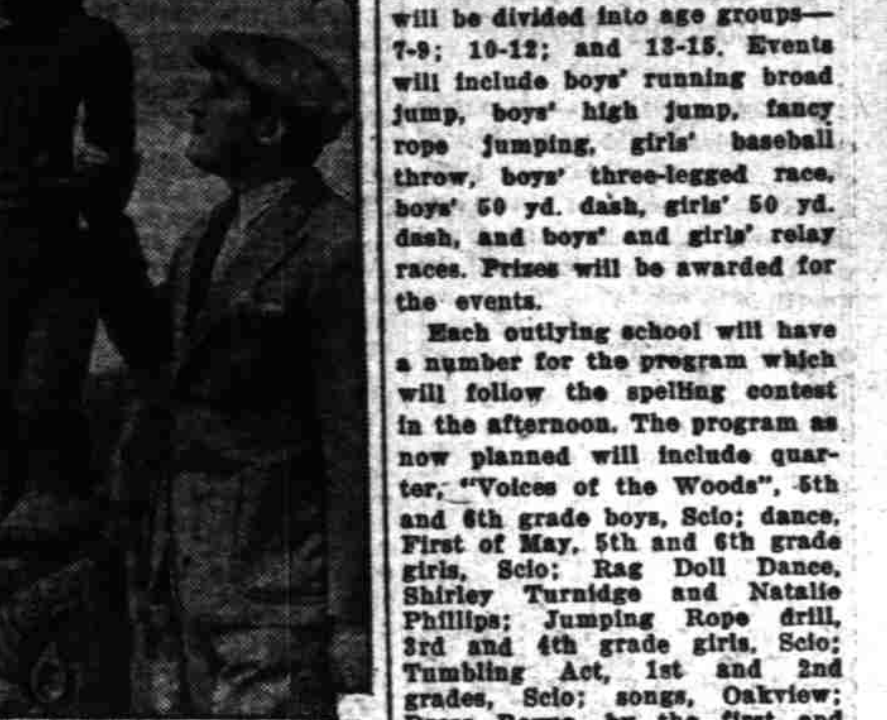 will be divided into age groups—
7-9; 10-12; and 13-15. Events
will include boys' running broad
jump, boys' high jump, fancy
rope jumping, girls' baseball
throw, boys' three-legged race,
boys' 50 yd. dash, girls' 50 yd.
dash, and boys' and girls' relay
races. Prizes will be awarded for
the events.
Each outlying school will have
a number for the program which
will follow the spelling contest
in the afternoon. The program as
now planned will include quar-
ter, "Voices of the Woods", 5th
and 6th grade boys, Scio; dance,
First of May, 5th and 6th grade
girls, Scio; Rag Doll Dance,
Shirley Turnidge and Natalie
Phillips; Jumping Rope drill,
3rd and 4th grade girls, Scio;
Tumbling Act, 1st and 2nd
grades, Scio; songs, Oakview;
by the first and